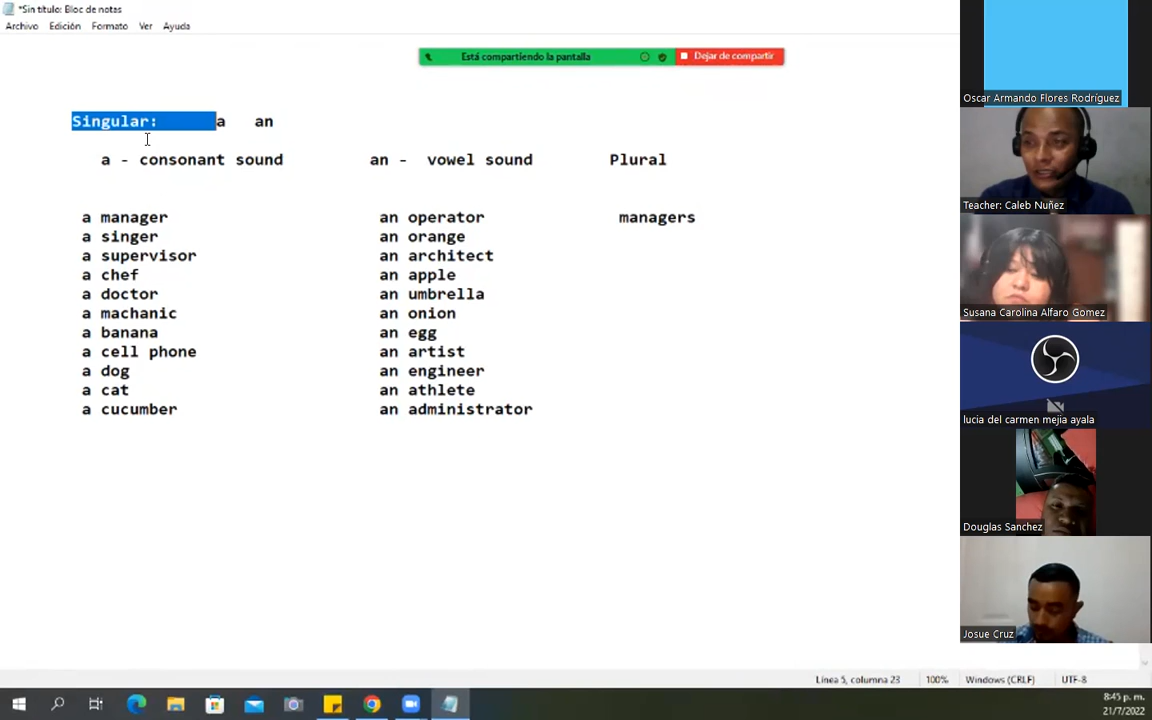 *Sin título: Bloc de notas
Archivo Edición Formato Ver Ayuda
Está compartiendo la pantalla Dejar de compartir
Singular: a an
a - consonant sound an - vowel sound Plural
a manager an operator managers
a singer an orange
a supervisor an architect
a chef an apple
a doctor an umbrella
a machanic an onion
a banana an egg
a cell phone an artist
a dog an engineer
a cat an athlete
a cucumber an administrator
Oscar Armando Flores Rodríguez
Teacher: Caleb Nuñez
Susana Carolina Alfaro Gomez
lucia del carmen mejia ayala
Douglas Sanchez
Josue Cruz
Línea 5, columna 23 100% Windows (CRLF) UTF-8
8:45 p. m.
21/7/2022